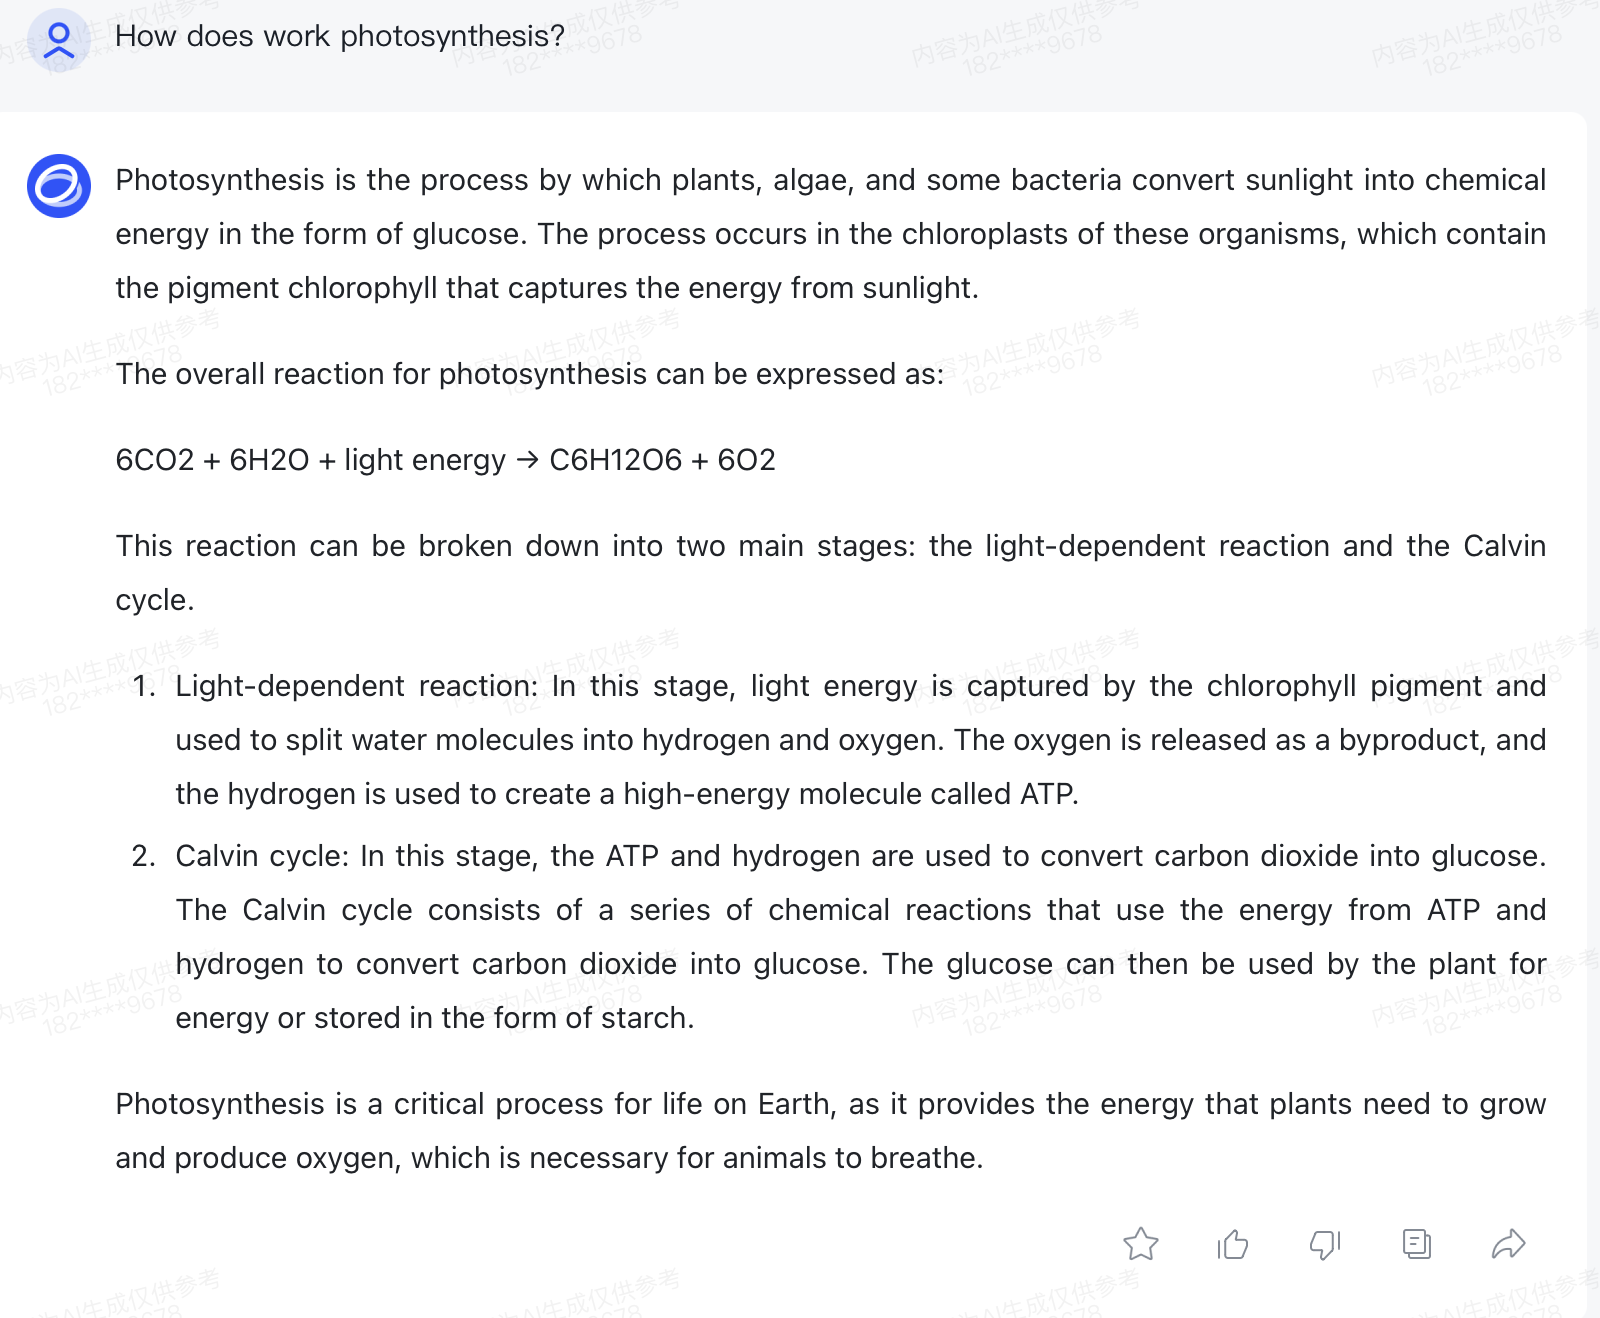 How does work photosynthesis?
内容为AI生成仅供参考
182****9678
Photosynthesis is the process by which plants, algae, and some bacteria convert sunlight into chemical
energy in the form of glucose. The process occurs in the chloroplasts of these organisms, which contain
the pigment chlorophyll that captures the energy from sunlight.
The overall reaction for photosynthesis can be expressed as:
6CO2 + 6H2O + light energy → C6H12O6 + 6O2
This reaction can be broken down into two main stages: the light-dependent reaction and the Calvin
cycle.
1. Light-dependent reaction: In this stage, light energy is captured by the chlorophyll pigment and
used to split water molecules into hydrogen and oxygen. The oxygen is released as a byproduct, and
the hydrogen is used to create a high-energy molecule called ATP.
2. Calvin cycle: In this stage, the ATP and hydrogen are used to convert carbon dioxide into glucose.
The Calvin cycle consists of a series of chemical reactions that use the energy from ATP and
hydrogen to convert carbon dioxide into glucose. The glucose can then be used by the plant for
energy or stored in the form of starch.
Photosynthesis is a critical process for life on Earth, as it provides the energy that plants need to grow
and produce oxygen, which is necessary for animals to breathe.